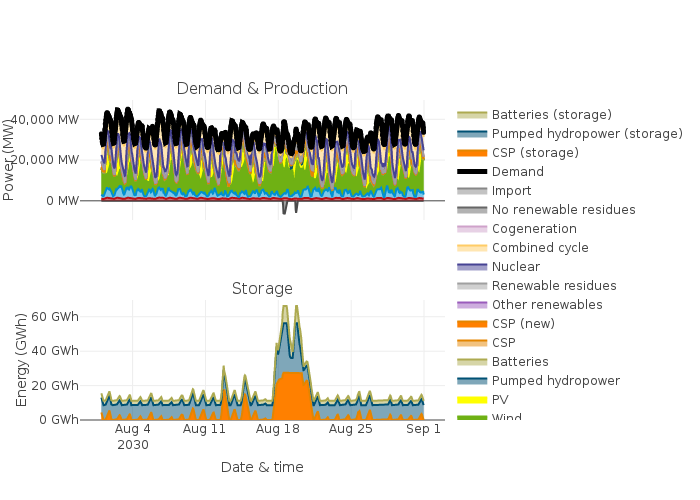 Demand & Production
Power (MW)
40,000 MW
20,000 MW
0 MW
Storage
Energy (GWh)
60 GWh
40 GWh
20 GWh
0 GWh
Aug 4
2030
Aug 11
Aug 18
Aug 25
Sep 1
Date & time
Batteries (storage)
Pumped hydropower (storage)
CSP (storage)
Demand
Import
No renewable residues
Cogeneration
Combined cycle
Nuclear
Renewable residues
Other renewables
CSP (new)
CSP
Batteries
Pumped hydropower
PV
Wind